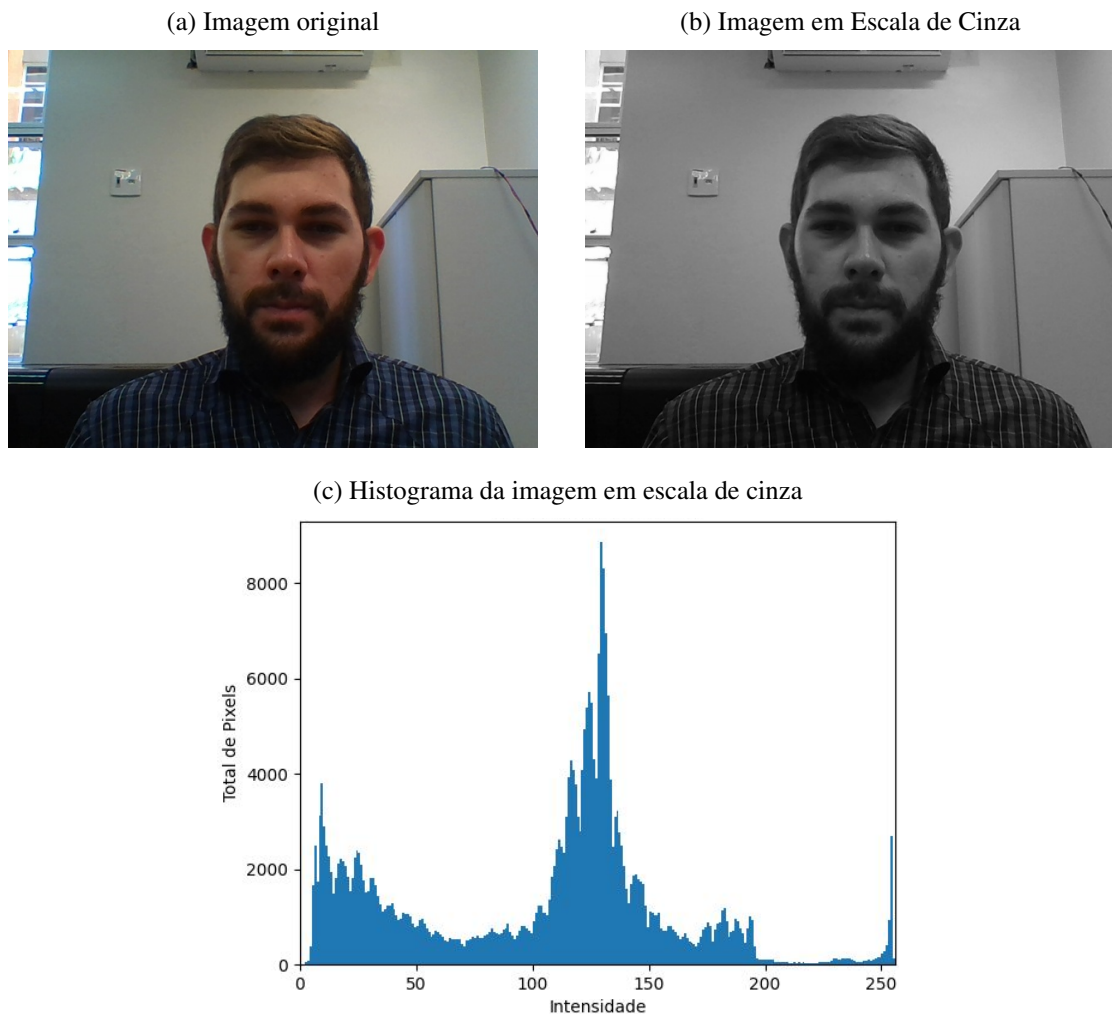 (a) Imagem original
(b) Imagem em Escala de Cinza
(c) Histograma da imagem em escala de cinza
8000
6000
4000
2000
0
Total de Pixels
0 50 100 150 200 250
Intensidade